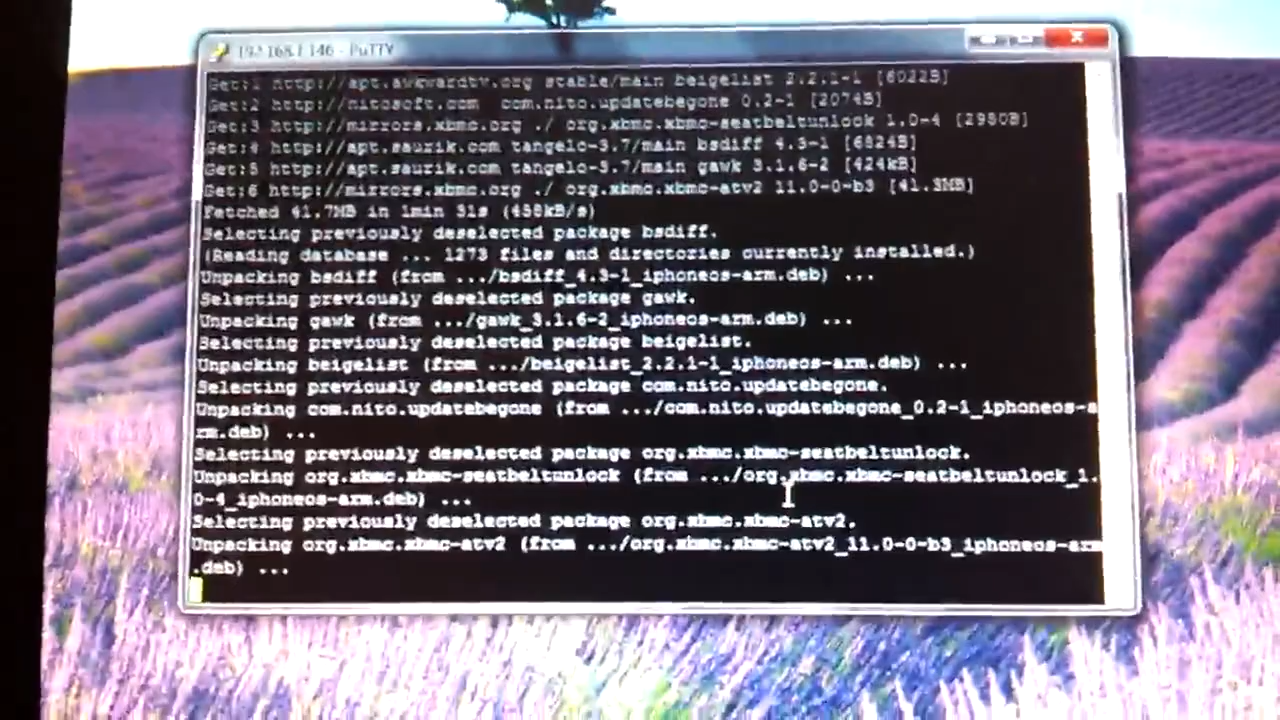 192.168.1.146 - PuTTY
Get:1 http://apt.awkwardtv.org stable/main beigelist 2.2.1-1 [6022B]
Get:2 http://nitosoft.com  com.nito.updatebegone 0.2-1 [2074B]
Get:3 http://mirrors.xbmc.org ./ org.xbmc.xbmc-seatbeltunlock 1.0-4 [2980B]
Get:4 http://apt.saurik.com tangelo-3.7/main bsdiff 4.3-1 [6824B]
Get:5 http://apt.saurik.com tangelo-3.7/main gawk 3.1.6-2 [424kB]
Get:6 http://mirrors.xbmc.org ./ org.xbmc.xbmc-atv2 11.0-0-b3 [41.3MB]
Fetched 41.7MB in 1min 31s (458kB/s)
Selecting previously deselected package bsdiff.
(Reading database ... 1273 files and directories currently installed.)
Unpacking bsdiff (from .../bsdiff_4.3-1_iphoneos-arm.deb) ...
Selecting previously deselected package gawk.
Unpacking gawk (from .../gawk_3.1.6-2_iphoneos-arm.deb) ...
Selecting previously deselected package beigelist.
Unpacking beigelist (from .../beigelist_2.2.1-1_iphoneos-arm.deb) ...
Selecting previously deselected package com.nito.updatebegone.
Unpacking com.nito.updatebegone (from .../com.nito.updatebegone_0.2-1_iphoneos-a
rm.deb) ...
Selecting previously deselected package org.xbmc.xbmc-seatbeltunlock.
Unpacking org.xbmc.xbmc-seatbeltunlock (from .../org.xbmc.xbmc-seatbeltunlock_1.
0-4_iphoneos-arm.deb) ...
Selecting previously deselected package org.xbmc.xbmc-atv2.
Unpacking org.xbmc.xbmc-atv2 (from .../org.xbmc.xbmc-atv2_11.0-0-b3_iphoneos-arm
.deb) ...